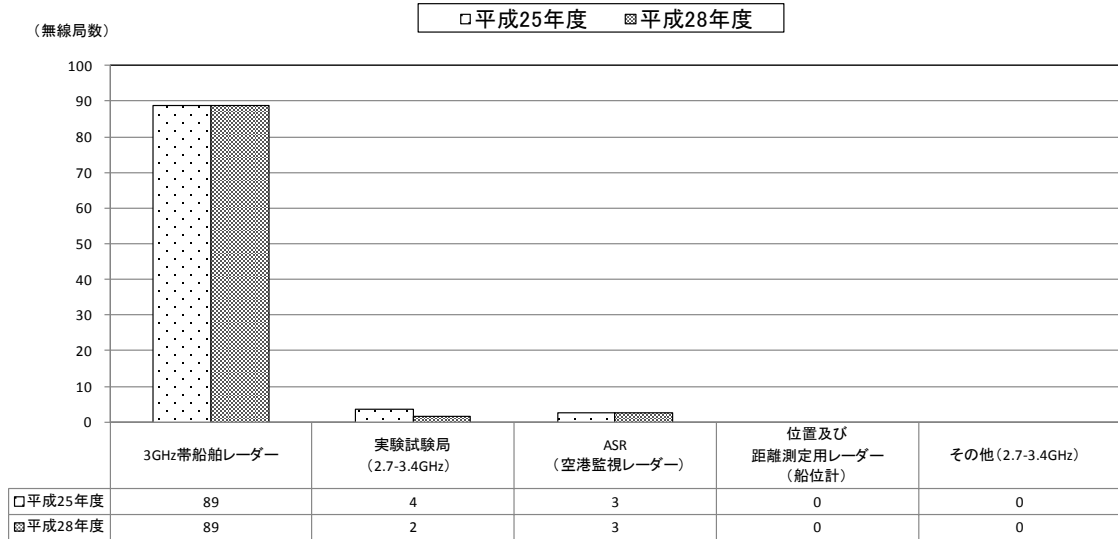 平成25年度 平成28年度
（無線局数）
100
90
80
70
60
50
40
30
20
10
0
3GHz帯船舶レーダー
実験試験局
（2.7-3.4GHz）
ASR
（空港監視レーダー）
位置及び
距離測定用レーダー
（船位計）
その他（2.7-3.4GHz）
平成25年度 89 4 3 0 0
平成28年度 89 2 3 0 0